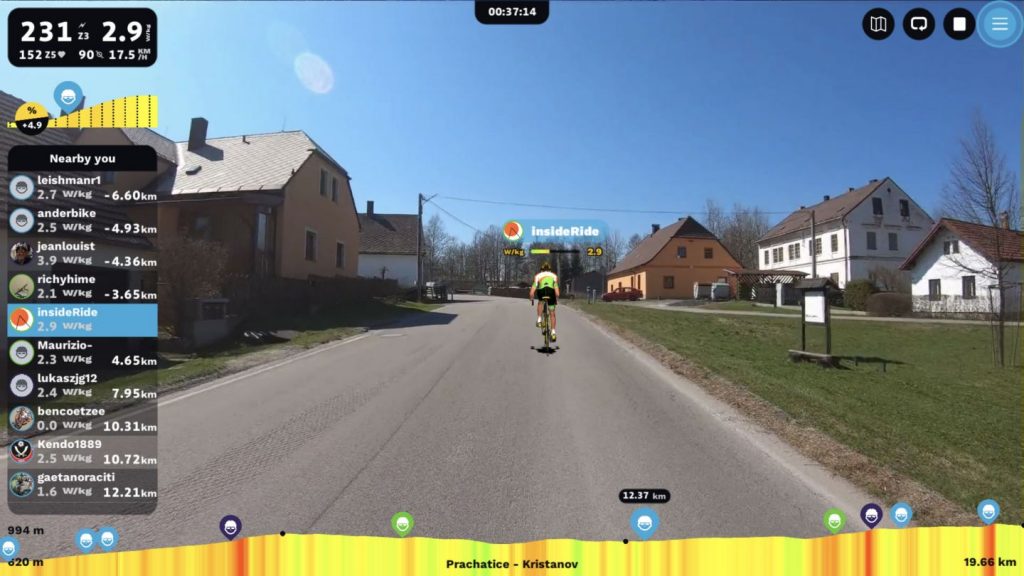 00:37:14
231 Z3 2.9 W/KG
152 Z5 90 17.5 KM/H
%
+4.9
Nearby you
leishmanr1
2.7 W/kg -6.60km
anderbike
2.5 W/kg -4.93km
jeanlouist
3.9 W/kg -4.36km
richyhime
2.1 W/kg -3.65km
insideRide
2.9 W/kg
Maurizio-
2.3 W/kg 4.65km
lukaszjg12
2.4 W/kg 7.95km
bencoetzee
0.0 W/kg 10.31km
Kendo1889
2.5 W/kg 10.72km
gaetanoraciti
1.6 W/kg 12.21km
insideRide
W/kg 2.9
12.37 km
994 m
620 m
Prachatice - Kristanov
19.66 km